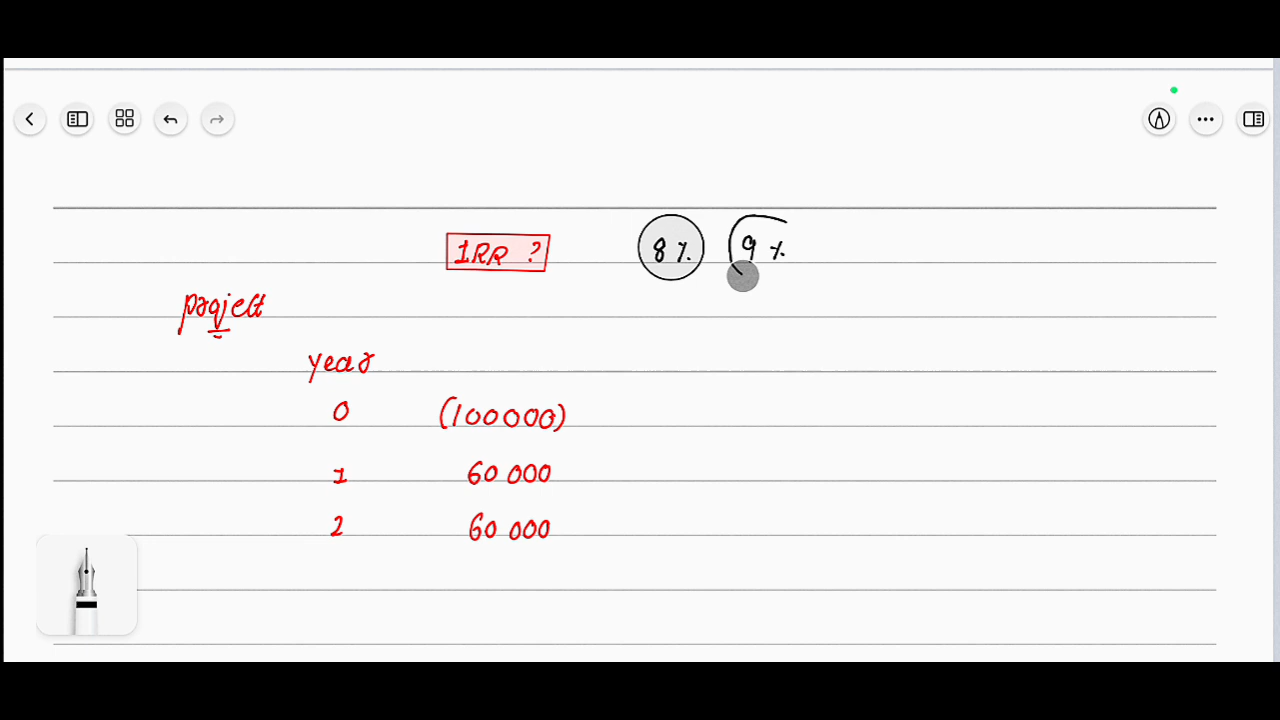 IRR ? 8 % 9 %
project
year
0 (100000)
1 60 000
2 60 000